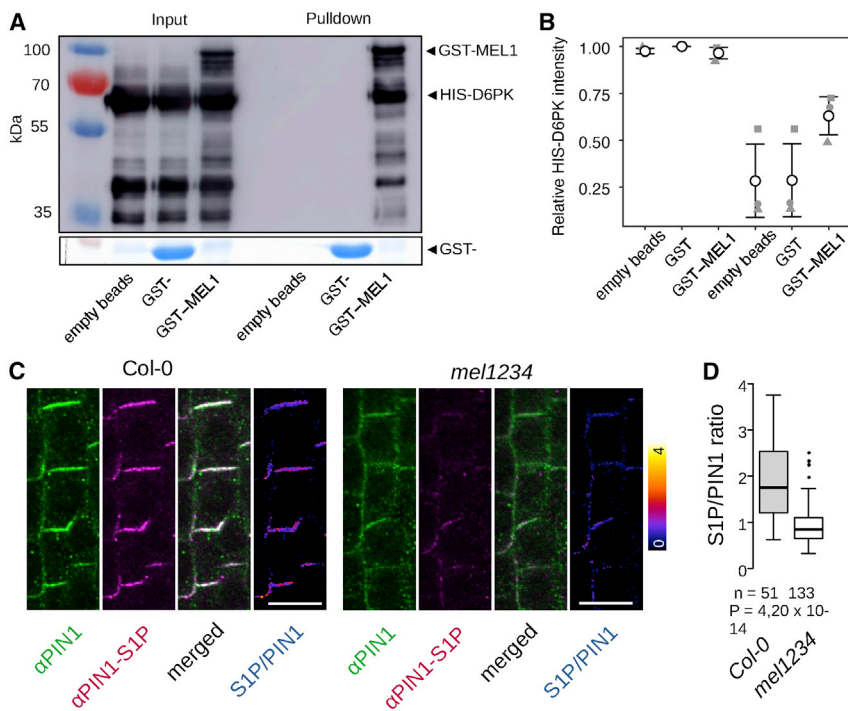 A
Input
Pulldown
kDa
100
70
55
35
GST-MEL1
HIS-D6PK
GST-
empty beads
GST-
GST–MEL1
empty beads
GST-
GST–MEL1
B
Relative HIS-D6PK intensity
1.00
0.75
0.50
0.25
empty beads
GST
GST–MEL1
empty beads
GST
GST–MEL1
C
Col-0
mel1234
αPIN1
αPIN1-S1P
merged
S1P/PIN1
αPIN1
αPIN1-S1P
merged
S1P/PIN1
4
0
D
S1P/PIN1 ratio
4
3
2
1
0
n = 51 133
P = 4,20 x 10-
14
Col-0
mel1234